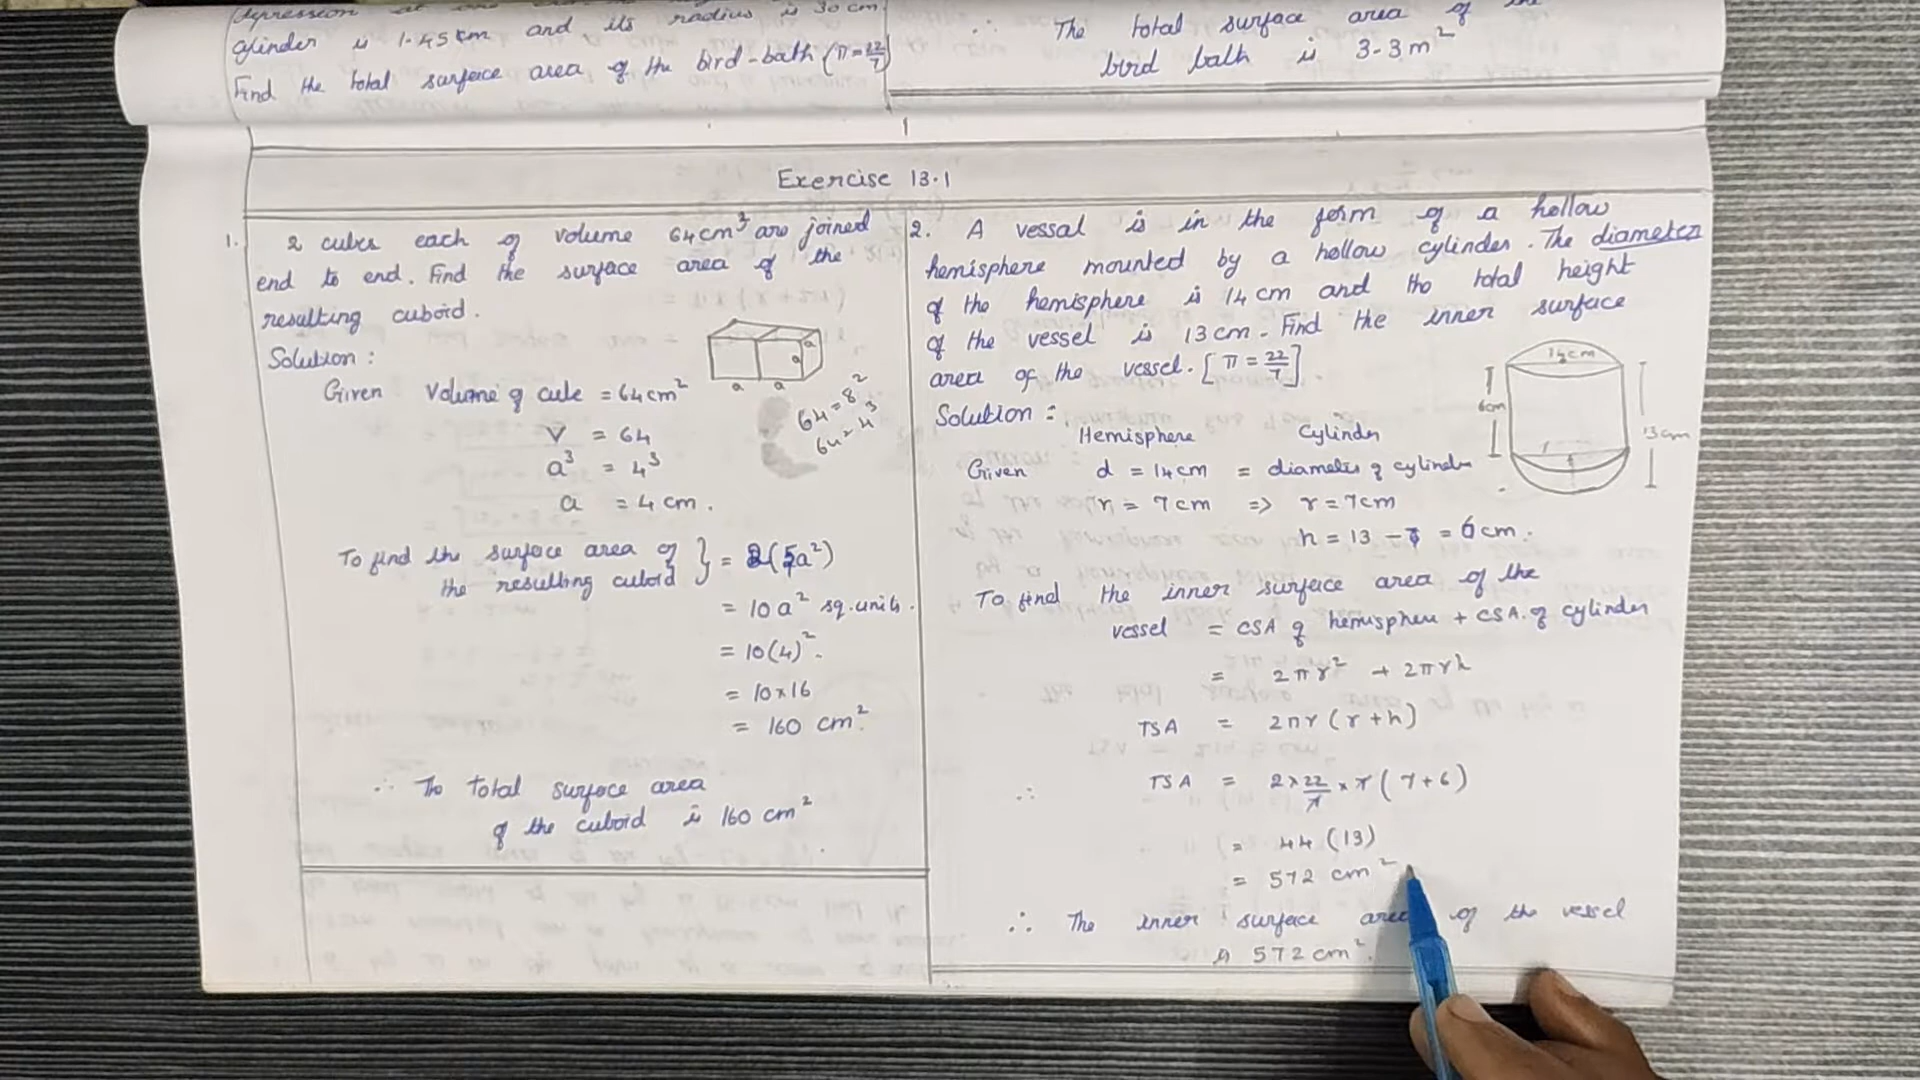 depression at one
radius is 30 cm
cylinder is 1.45 cm and its
Find the total surface area of the bird-bath (π = 22/7)
∴ The total surface area of the
bird bath is 3.3 m²
Exercise 13.1
1. 2 cubes each of volume 64 cm³ are joined
end to end. Find the surface area of the
resulting cuboid.
Solution :
Given Volume of cube = 64 cm²
V = 64
a³ = 4³
a = 4 cm.
a
a
a
a
64 = 8²
64 = 4³
To find the surface area of
the resulting cuboid } = 2(5a²)
= 10a² sq.units.
= 10(4)².
= 10×16
= 160 cm².
∴ The total surface area
of the cuboid is 160 cm².
2. A vessal is in the form of a hollow
hemisphere mounted by a hollow cylinder. The diameter
of the hemisphere is 14 cm and the total height
of the vessel is 13 cm. Find the inner surface
area of the vessel. [π = 22/7]
Solution :
14cm
6cm
13cm
Hemisphere Cylinder
Given d = 14 cm = diameter of cylinder
r = 7 cm ⇒ r = 7cm
h = 13 - 7 = 6 cm.
To find the inner surface area of the
vessel = CSA of hemisphere + CSA. of cylinder
= 2πr² + 2πrh
TSA = 2πr (r + h)
∴ TSA = 2 × 22/7 × 7 (7+6)
= 44 (13)
= 572 cm²
∴ The inner surface area of the vessel
is 572 cm².